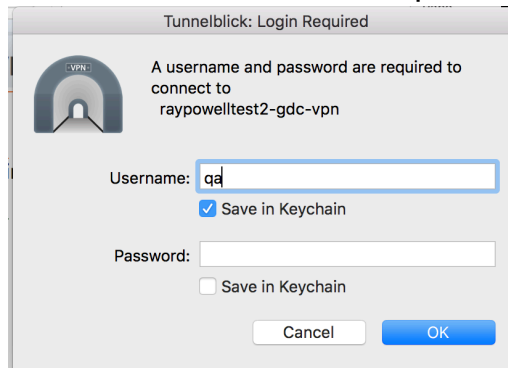 Tunnelblick: Login Required
VPN
A username and password are required to
connect to
raypowelltest2-gdc-vpn
Username: qa
Save in Keychain
Password:
Save in Keychain
Cancel OK